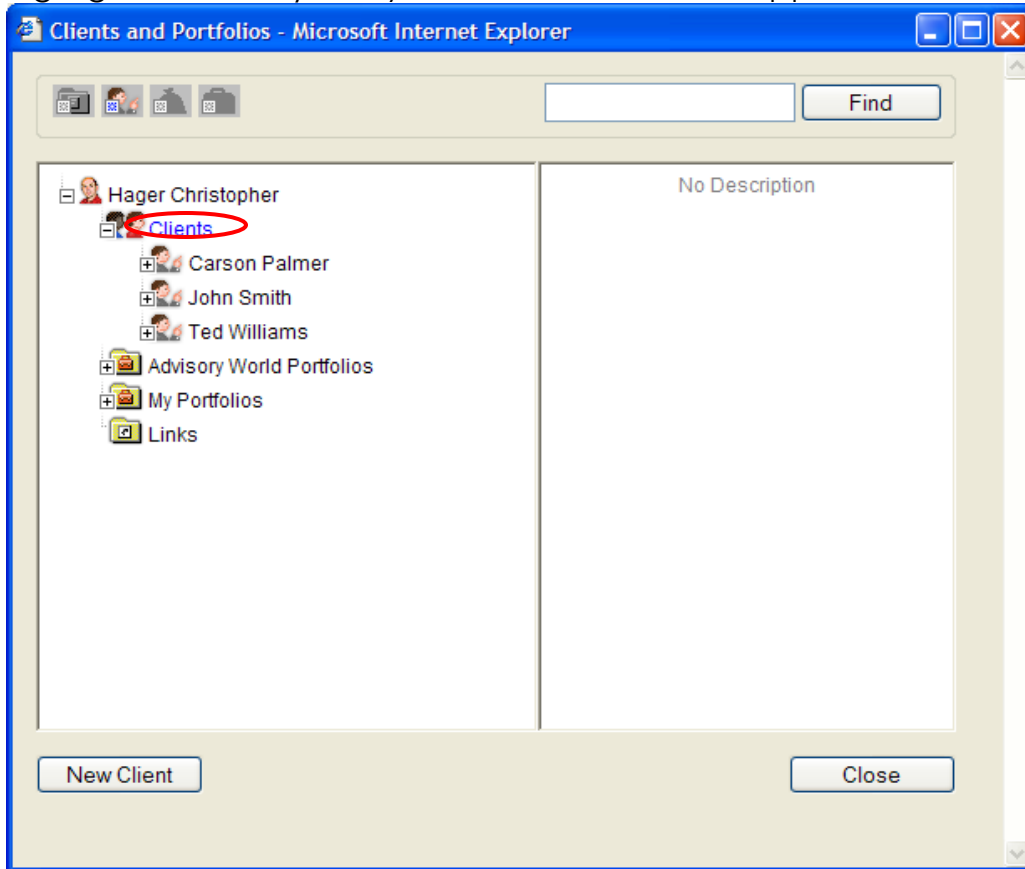 Clients and Portfolios - Microsoft Internet Explorer
Find
Hager Christopher
Clients
Carson Palmer
John Smith
Ted Williams
Advisory World Portfolios
My Portfolios
Links
No Description
New Client
Close